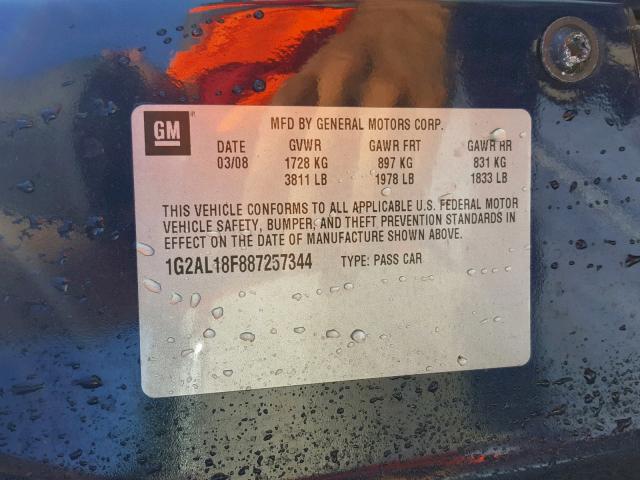 GM MFD BY GENERAL MOTORS CORP.
DATE GVWR GAWR FRT GAWR RR
03/08 1728 KG 897 KG 831 KG
3811 LB 1978 LB 1833 LB
THIS VEHICLE CONFORMS TO ALL APPLICABLE U.S. FEDERAL MOTOR
VEHICLE SAFETY, BUMPER, AND THEFT PREVENTION STANDARDS IN
EFFECT ON THE DATE OF MANUFACTURE SHOWN ABOVE.
1G2AL18F887257344 TYPE: PASS CAR